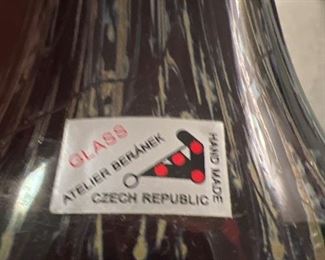 GLASS
ATELIER BERÁNEK
HAND MADE
CZECH REPUBLIC